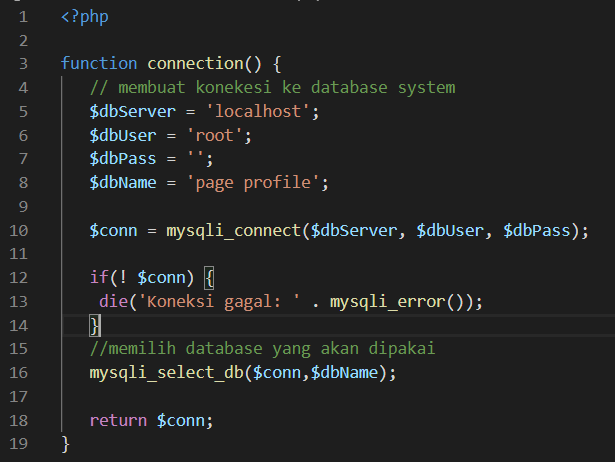 1 <?php
2
3 function connection() {
4 // membuat konekesi ke database system
5 $dbServer = 'localhost';
6 $dbUser = 'root';
7 $dbPass = '';
8 $dbName = 'page profile';
9
10 $conn = mysqli_connect($dbServer, $dbUser, $dbPass);
11
12 if(! $conn) {
13 die('Koneksi gagal: ' . mysqli_error());
14 }
15 //memilih database yang akan dipakai
16 mysqli_select_db($conn,$dbName);
17
18 return $conn;
19 }